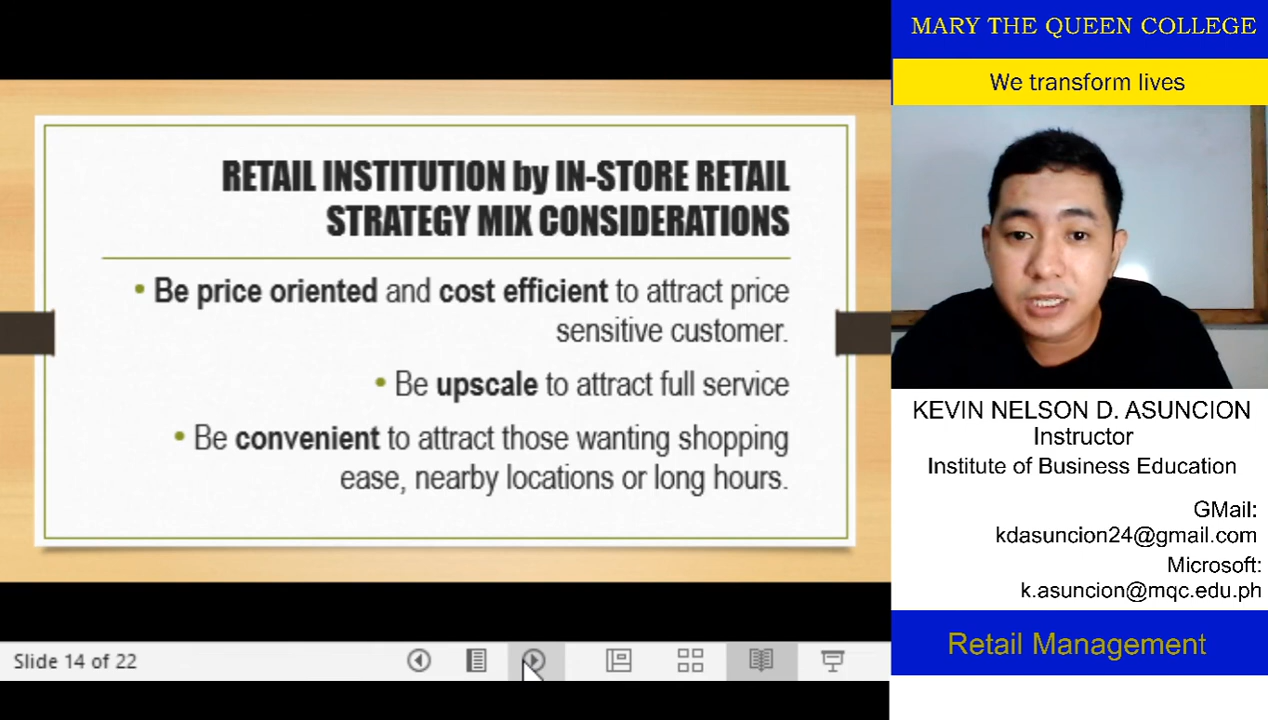 RETAIL INSTITUTION by IN-STORE RETAIL
STRATEGY MIX CONSIDERATIONS
• Be price oriented and cost efficient to attract price
sensitive customer.
• Be upscale to attract full service
• Be convenient to attract those wanting shopping
ease, nearby locations or long hours.
Slide 14 of 22
MARY THE QUEEN COLLEGE
We transform lives
KEVIN NELSON D. ASUNCION
Instructor
Institute of Business Education
GMail:
kdasuncion24@gmail.com
Microsoft:
k.asuncion@mqc.edu.ph
Retail Management